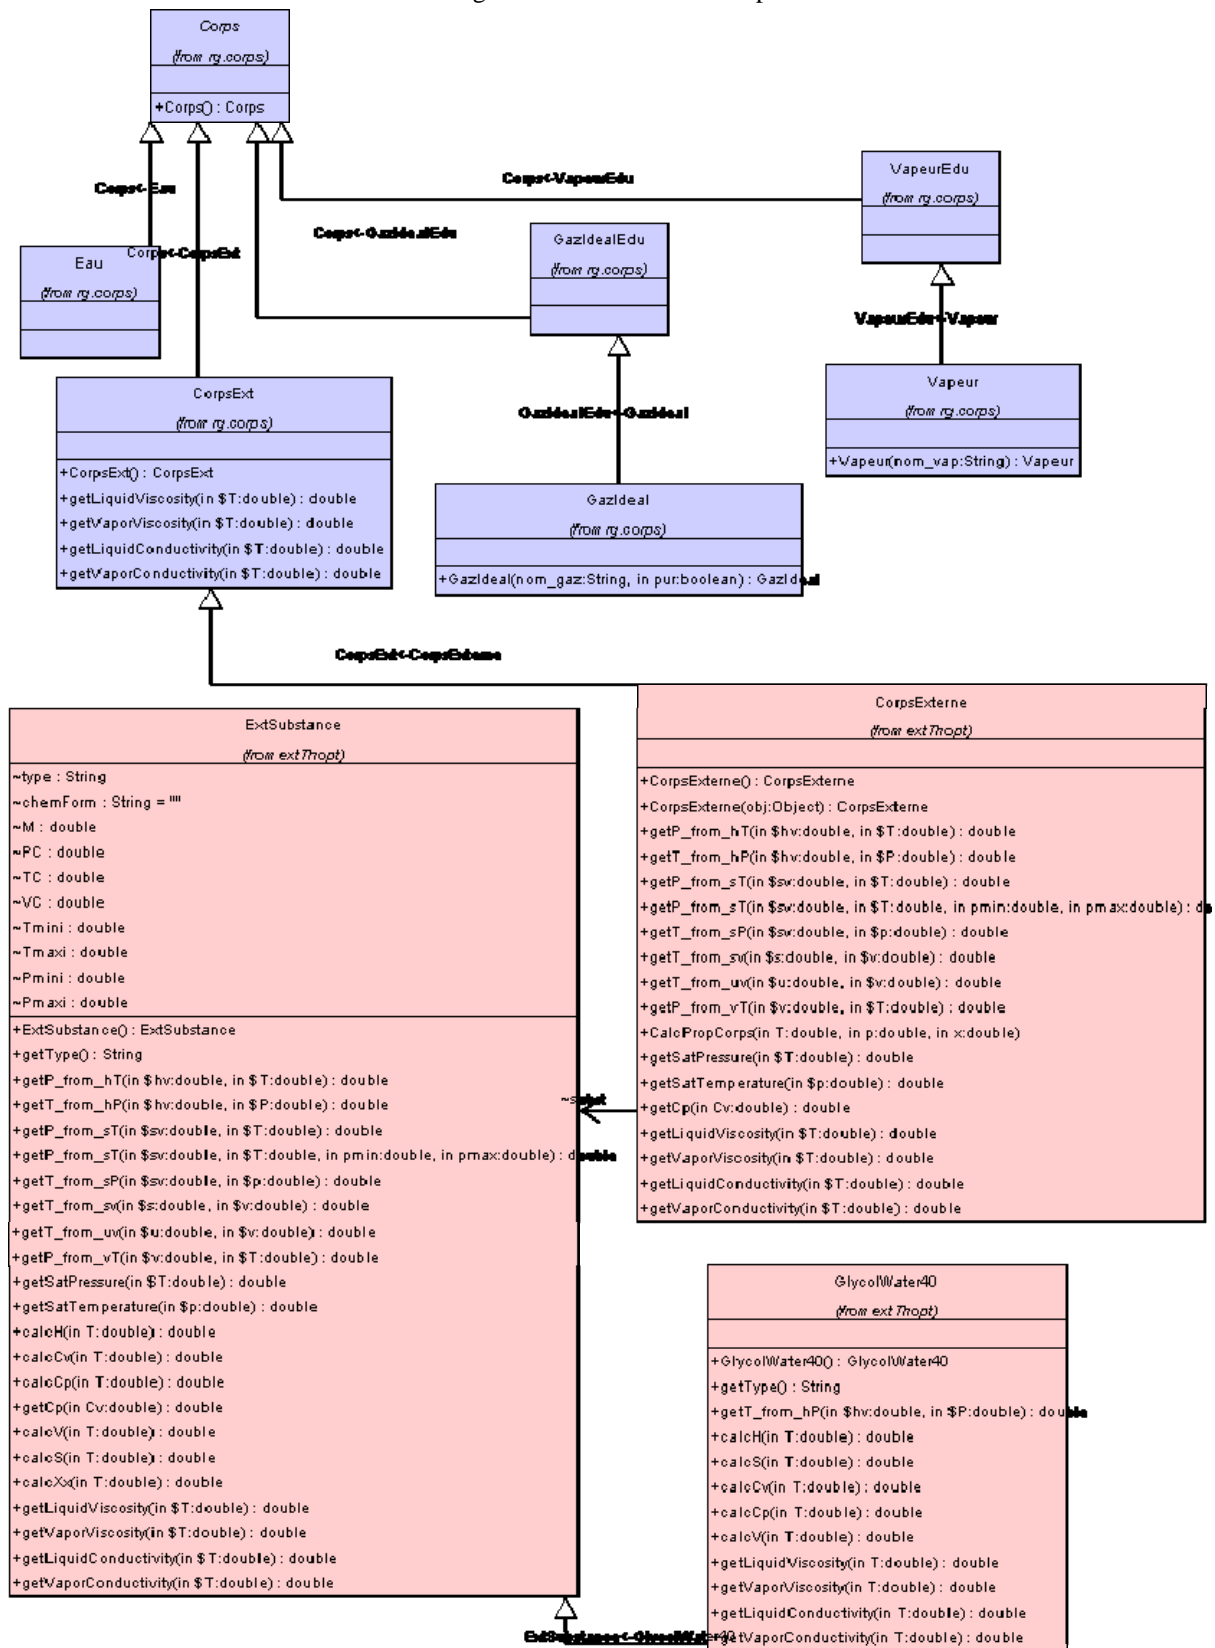 Corps
(from rg.corps)
+Corps() : Corps
Corps<-Eau
Corps<-CorpsExt
Corps<-GazIdealEdu
Corps<-VapeurEdu
VapeurEdu
(from rg.corps)
GazIdealEdu
(from rg.corps)
Eau
(from rg.corps)
VapeurEdu<-Vapeur
Vapeur
(from rg.corps)
+Vapeur(nom_vap:String) : Vapeur
CorpsExt
(from rg.corps)
+CorpsExt() : CorpsExt
+getLiquidViscosity(in $T:double) : double
+getVaporViscosity(in $T:double) : double
+getLiquidConductivity(in $T:double) : double
+getVaporConductivity(in $T:double) : double
GazIdealEdu<-GazIdeal
GazIdeal
(from rg.corps)
+GazIdeal(nom_gaz:String, in pur:boolean) : GazIdeal
CorpsExt<-CorpsExterne
CorpsExterne
(from extThopt)
+CorpsExterne() : CorpsExterne
+CorpsExterne(obj:Object) : CorpsExterne
+getP_from_hT(in $hv:double, in $T:double) : double
+getT_from_hP(in $hv:double, in $P:double) : double
+getP_from_sT(in $sv:double, in $T:double) : double
+getP_from_sT(in $sv:double, in $T:double, in pmin:double, in pmax:double) : do
+getT_from_sP(in $sv:double, in $p:double) : double
+getT_from_sv(in $s:double, in $v:double) : double
+getT_from_uv(in $u:double, in $v:double) : double
+getP_from_vT(in $v:double, in $T:double) : double
+CalcPropCorps(in T:double, in p:double, in x:double)
+getSatPressure(in $T:double) : double
+getSatTemperature(in $p:double) : double
+getCp(in Cv:double) : double
+getLiquidViscosity(in $T:double) : double
+getVaporViscosity(in $T:double) : double
+getLiquidConductivity(in $T:double) : double
+getVaporConductivity(in $T:double) : double
ExtSubstance
(from extThopt)
~type : String
~chemForm : String = ""
~M : double
~PC : double
~TC : double
~VC : double
~Tmini : double
~Tmaxi : double
~Pmini : double
~Pmaxi : double
+ExtSubstance() : ExtSubstance
+getType() : String
+getP_from_hT(in $hv:double, in $T:double) : double
+getT_from_hP(in $hv:double, in $P:double) : double
+getP_from_sT(in $sv:double, in $T:double) : double
+getP_from_sT(in $sv:double, in $T:double, in pmin:double, in pmax:double) : double
+getT_from_sP(in $sv:double, in $p:double) : double
+getT_from_sv(in $s:double, in $v:double) : double
+getT_from_uv(in $u:double, in $v:double) : double
+getP_from_vT(in $v:double, in $T:double) : double
+getSatPressure(in $T:double) : double
+getSatTemperature(in $p:double) : double
+calcH(in T:double) : double
+calcCv(in T:double) : double
+calcCp(in T:double) : double
+getCp(in Cv:double) : double
+calcV(in T:double) : double
+calcS(in T:double) : double
+calcXx(in T:double) : double
+getLiquidViscosity(in $T:double) : double
+getVaporViscosity(in $T:double) : double
+getLiquidConductivity(in $T:double) : double
+getVaporConductivity(in $T:double) : double
~subst
GlycolWater40
(from extThopt)
+GlycolWater40() : GlycolWater40
+getType() : String
+getT_from_hP(in $hv:double, in $P:double) : double
+calcH(in T:double) : double
+calcS(in T:double) : double
+calcCv(in T:double) : double
+calcCp(in T:double) : double
+calcV(in T:double) : double
+getLiquidViscosity(in T:double) : double
+getVaporViscosity(in T:double) : double
+getLiquidConductivity(in T:double) : double
+getVaporConductivity(in T:double) : double
ExtSubstance<-GlycolWater40